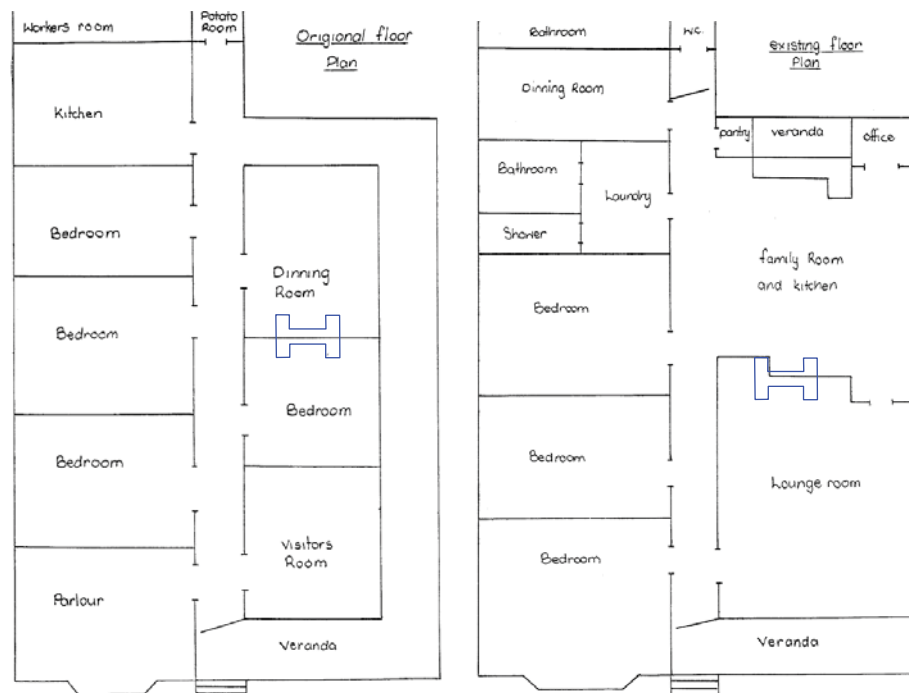 Origional floor
Plan
Workers room
Potato
Room
Kitchen
Bedroom
Dinning
Room
Bedroom
Bedroom
Bedroom
Visitors
Room
Parlour
Veranda
existing floor
Plan
Bathroom
W.C.
Dinning Room
pantry
veranda
office
Bathroom
Laundry
Shower
family Room
and kitchen
Bedroom
Bedroom
Lounge room
Bedroom
Veranda